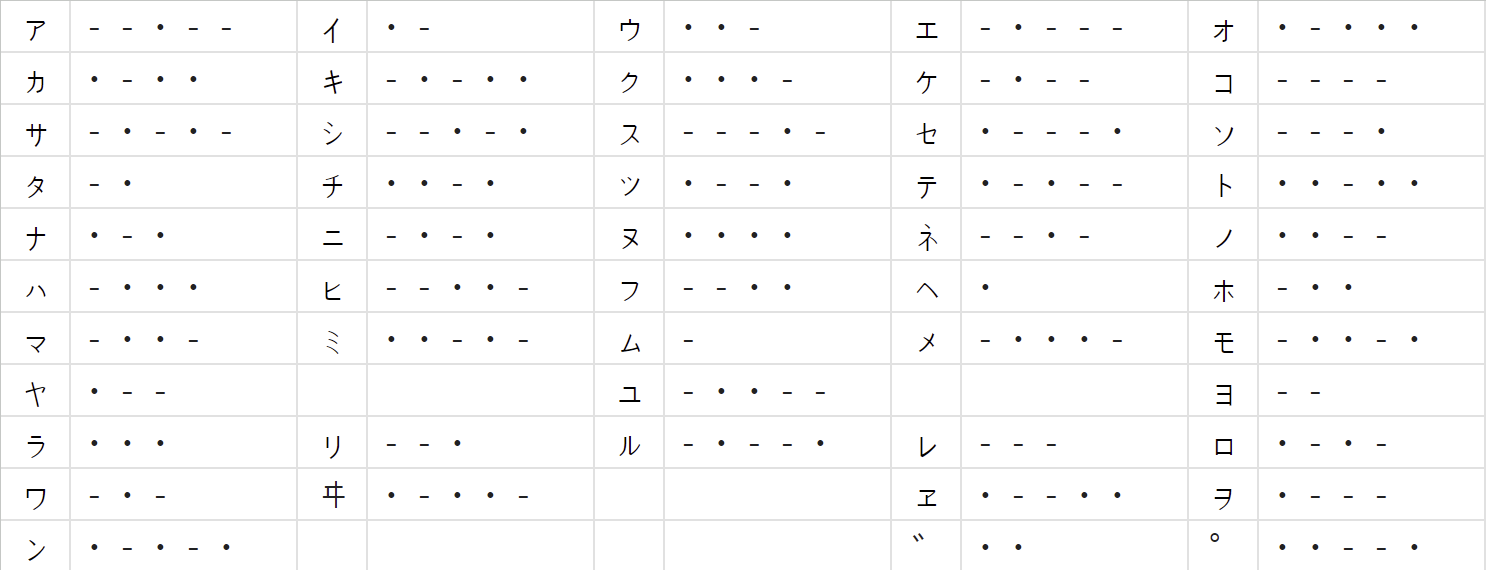 ア - - • - - イ • - ウ • • - エ - • - - - オ • - • • •
カ • - • • キ - • - • • ク • • • - ケ - • - - コ - - - -
サ - • - • - シ - - • - • ス - - - • - セ • - - - • ソ - - - •
タ - • チ • • - • ツ • - - • テ • - • - - ト • • - • •
ナ • - • ニ - • - • ヌ • • • • ネ - - • - ノ • • - -
ハ - • • • ヒ - - • • - フ - - • • ヘ • ホ - • •
マ - • • - ミ • • - • - ム - メ - • • • - モ - • • - •
ヤ • - - ユ - • • - - ヨ - -
ラ • • • リ - - • ル - • - - • レ - - - ロ • - • -
ワ - • - ヰ • - • • - ヱ • - - • • ヲ • - - -
ン • - • - • ゛ • • ゜ • • - - •